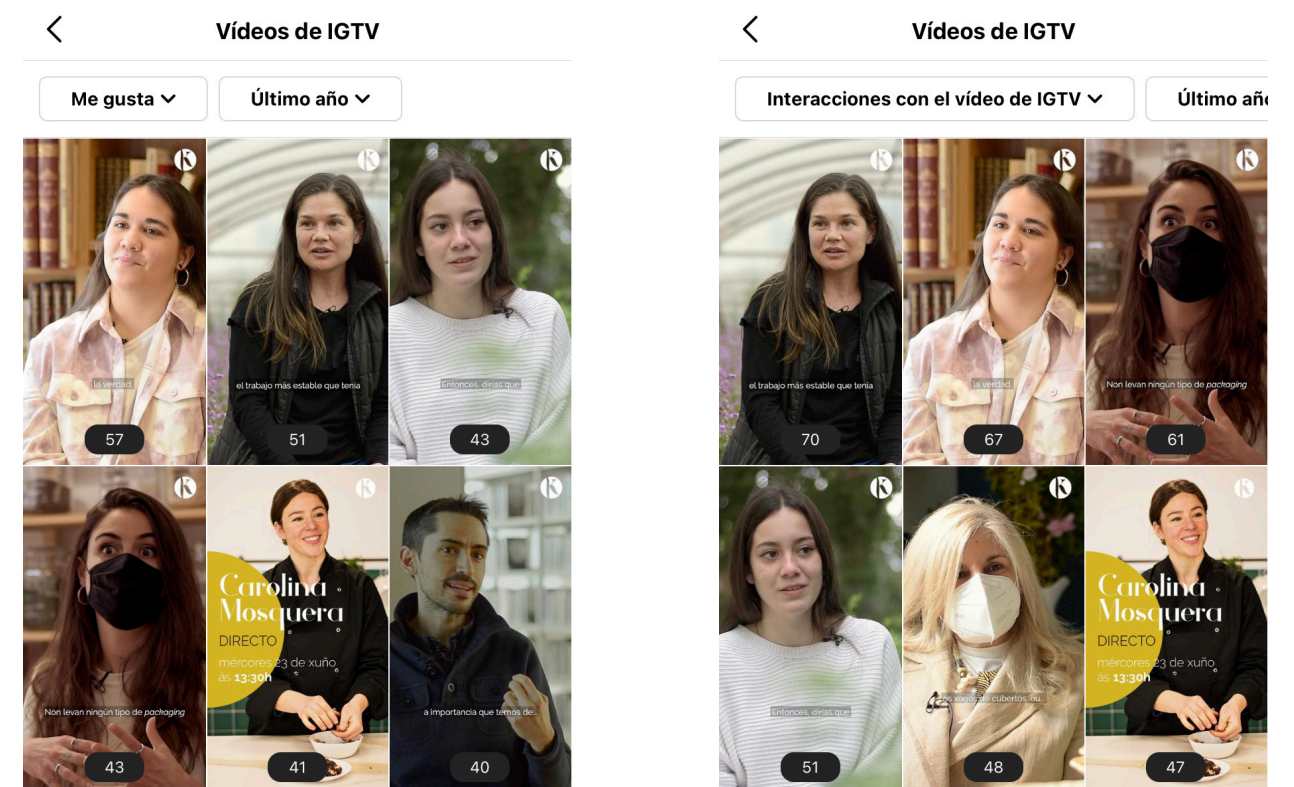 Vídeos de IGTV
Me gusta
Último año
la verdad,
el trabajo más estable que tenía
Entonces, dirías que
57
51
43
Carolina
Mosquera
DIRECTO
mércores 23 de xuño
ás 13:30h
Non levan ningún tipo de packaging
a importancia que temos de...
43
41
40
Vídeos de IGTV
Interacciones con el vídeo de IGTV
Último año
el trabajo más estable que tenía
la verdad,
Non levan ningún tipo de packaging
70
67
61
Carolina
Mosquera
DIRECTO
mércores 23 de xuño
ás 13:30h
Entonces, dirías que
de cubertos, ou...
51
48
47